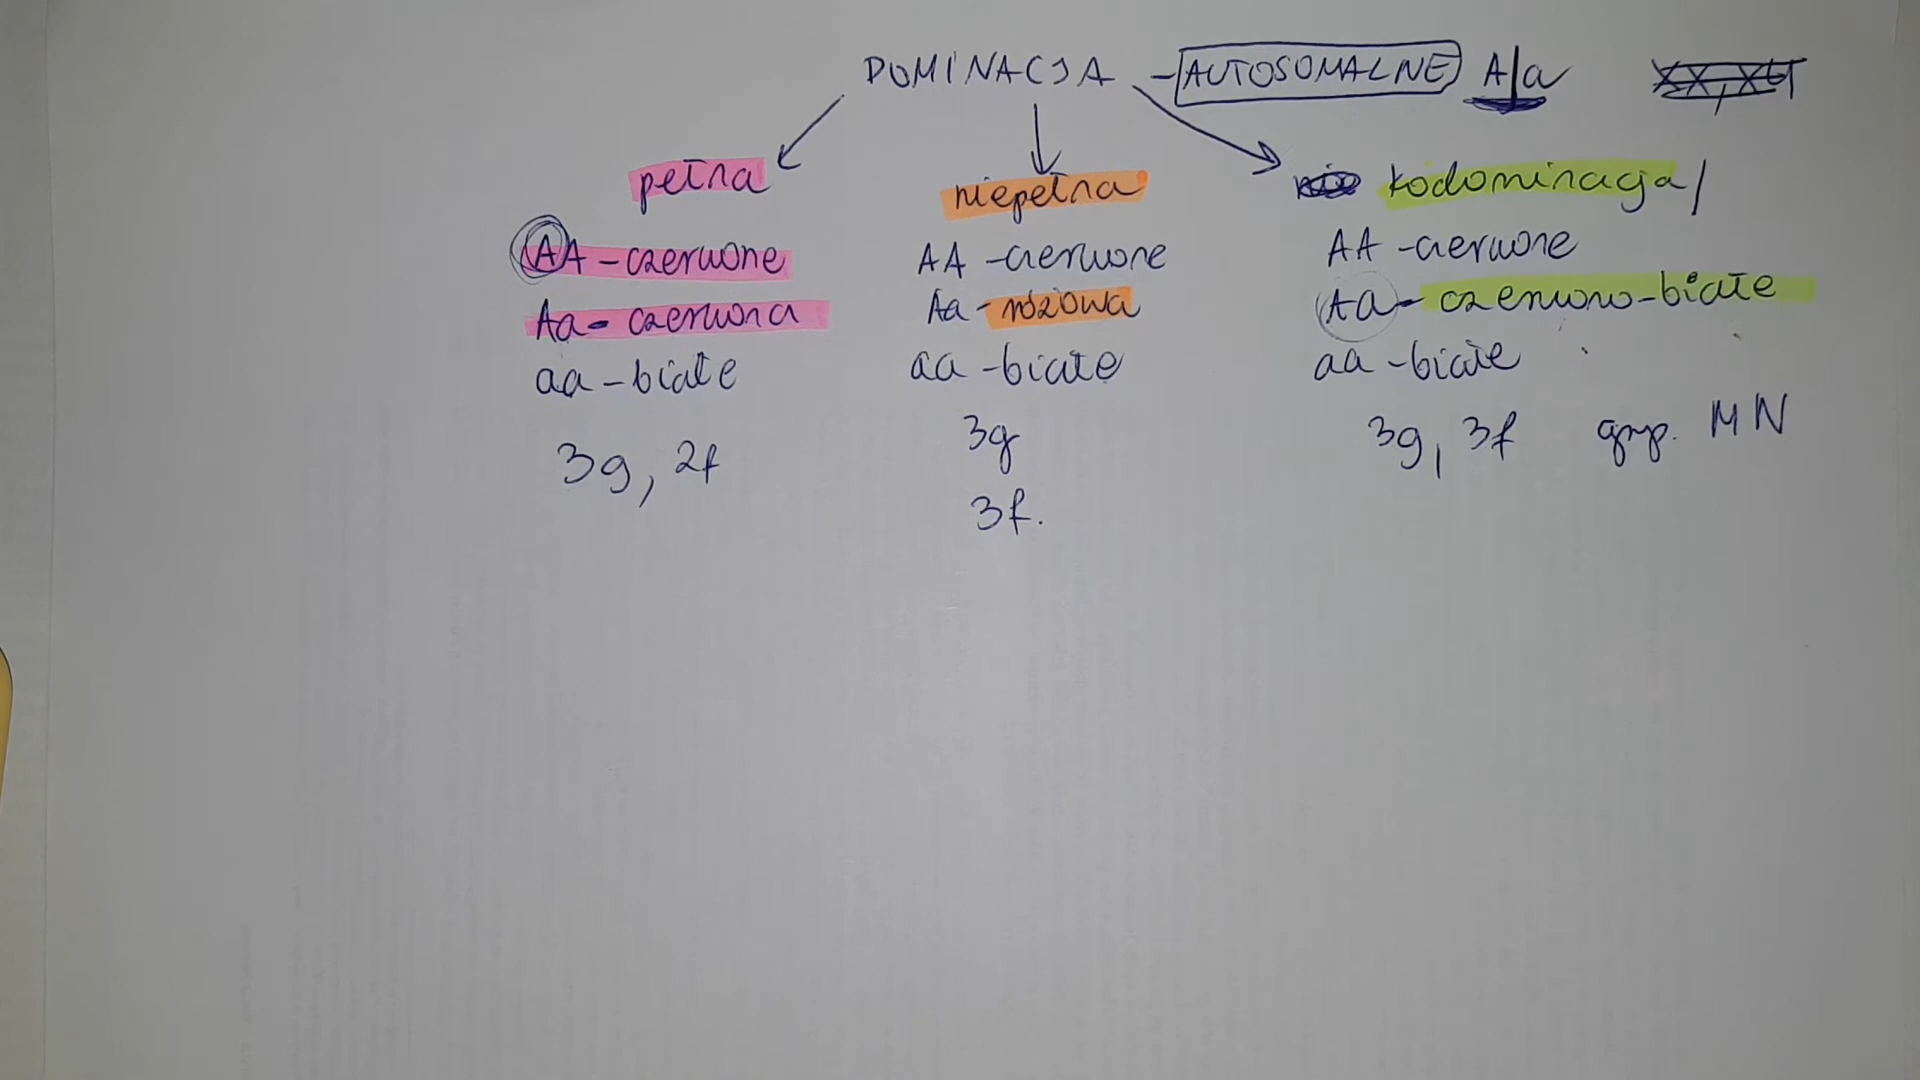 DOMINACJA - AUTOSOMALNE A|a
pełna
AA - czerwone
Aa - czerwona
aa - białe
3g, 2f
niepełna
AA - czerwone
Aa - różowa
aa - białe
3g
3f.
kodominacja/
AA - czerwone
Aa - czerwono-białe
aa - białe
3g, 3f grp. MN